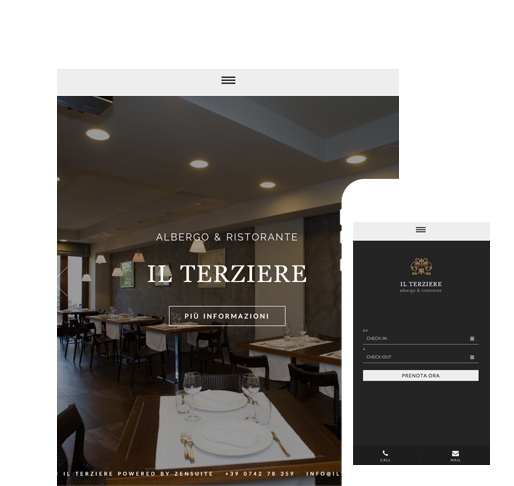 ALBERGO & RISTORANTE
IL TERZIERE
PIÙ INFORMAZIONI
IL TERZIERE POWERED BY ZENSUITE +39 0742 78 359 INFO@IL
IL TERZIERE
albergo & ristorante
CHECK-IN
CHECK-OUT
PRENOTA ORA
CALL
MAIL